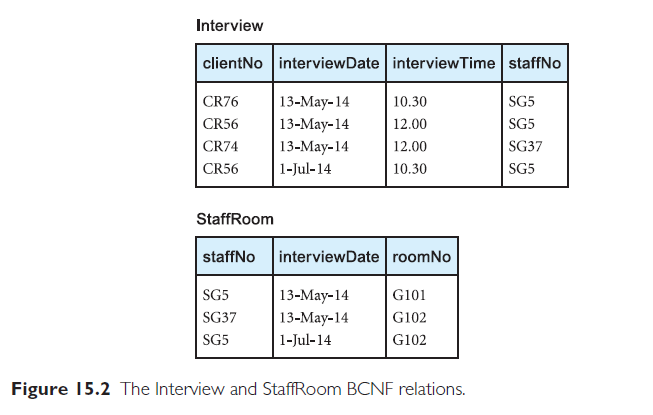 Interview
clientNo interviewDate interviewTime staffNo
CR76 13-May-14 10.30 SG5
CR56 13-May-14 12.00 SG5
CR74 13-May-14 12.00 SG37
CR56 1-Jul-14 10.30 SG5
StaffRoom
staffNo interviewDate roomNo
SG5 13-May-14 G101
SG37 13-May-14 G102
SG5 1-Jul-14 G102
Figure 15.2 The Interview and StaffRoom BCNF relations.